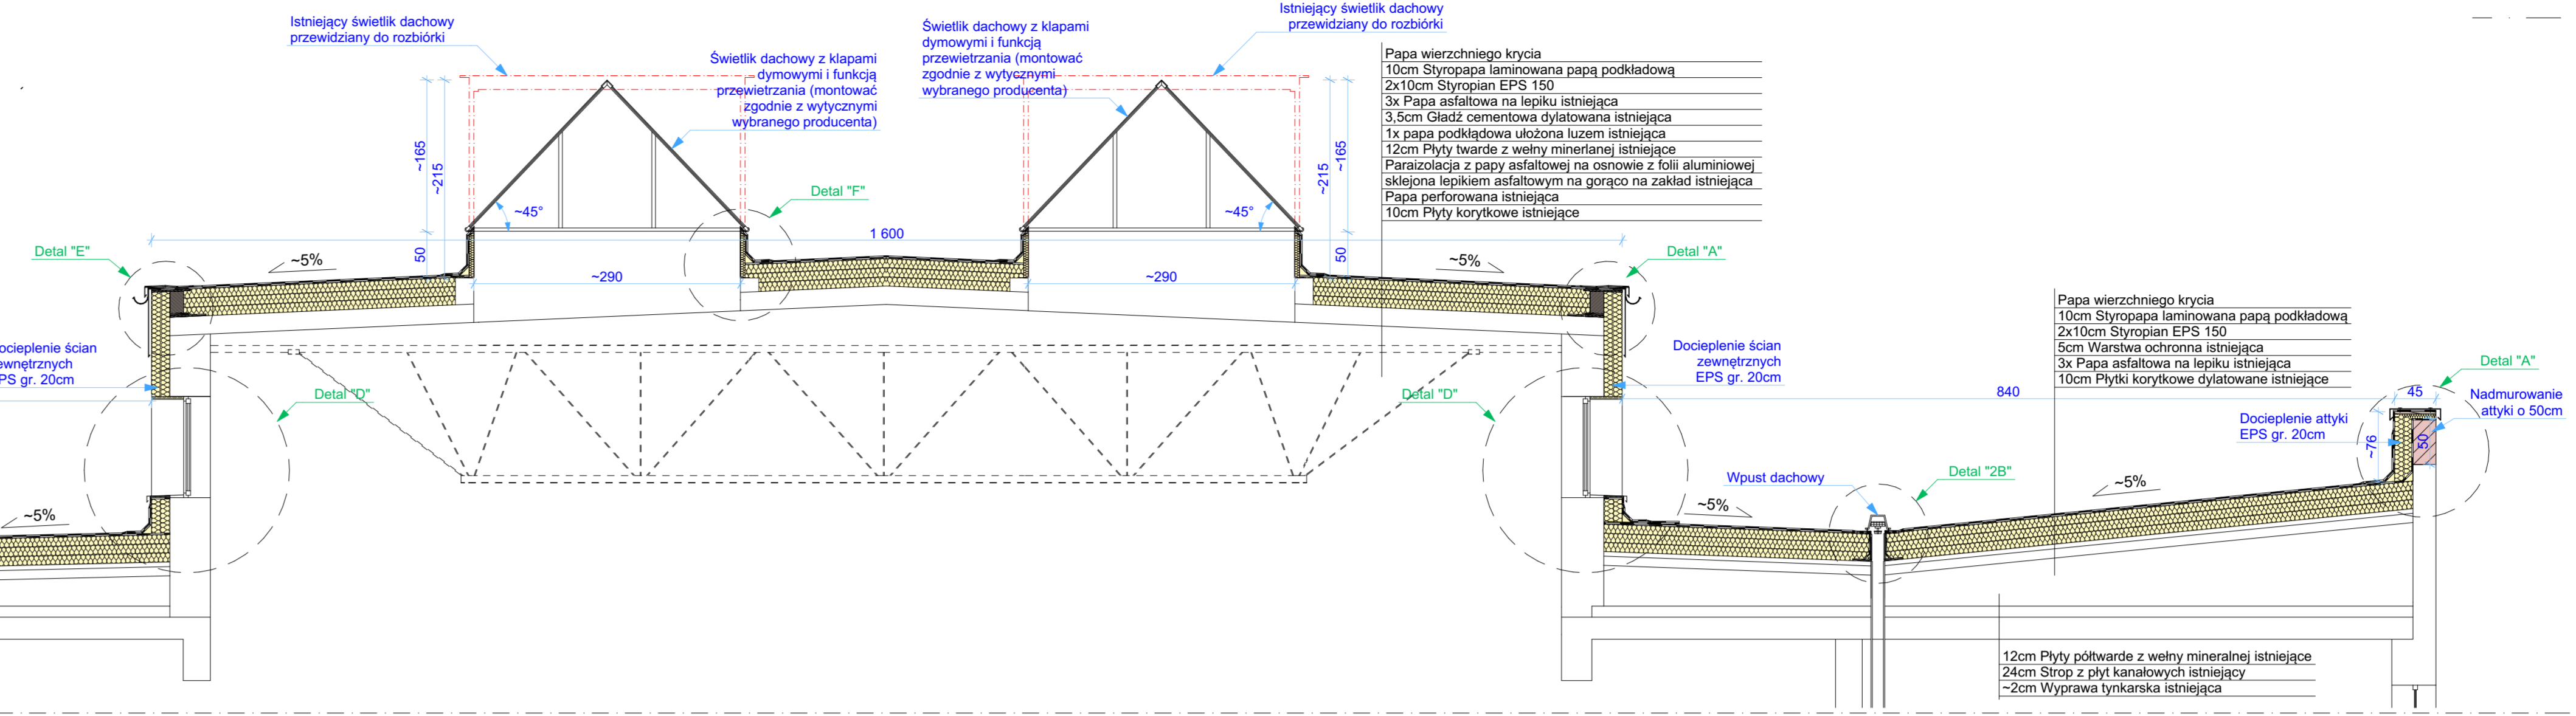 Istniejący świetlik dachowy
przewidziany do rozbiórki
Świetlik dachowy z klapami
dymowymi i funkcją
przewietrzania (montować
zgodnie z wytycznymi
wybranego producenta)
Świetlik dachowy z klapami
dymowymi i funkcją
przewietrzania (montować
zgodnie z wytycznymi
wybranego producenta)
Istniejący świetlik dachowy
przewidziany do rozbiórki
Papa wierzchniego krycia
10cm Styropapa laminowana papą podkładową
2x10cm Styropian EPS 150
3x Papa asfaltowa na lepiku istniejąca
3,5cm Gładź cementowa dylatowana istniejąca
1x papa podkłądowa ułożona luzem istniejąca
12cm Płyty twarde z wełny minerlanej istniejące
Paraizolacja z papy asfaltowej na osnowie z folii aluminiowej
sklejona lepikiem asfaltowym na gorąco na zakład istniejąca
Papa perforowana istniejąca
10cm Płyty korytkowe istniejące
~165
~215
50
~45°
Detal "F"
~45°
~215
~165
50
1 600
Detal "E"
~5%
~290
~290
~5%
Detal "A"
Papa wierzchniego krycia
10cm Styropapa laminowana papą podkładową
2x10cm Styropian EPS 150
5cm Warstwa ochronna istniejąca
3x Papa asfaltowa na lepiku istniejąca
10cm Płytki korytkowe dylatowane istniejące
ocieplenie ścian
ewnętrznych
PS gr. 20cm
Detal "D"
Detal "D"
Docieplenie ścian
zewnętrznych
EPS gr. 20cm
840
45
Detal "A"
Nadmurowanie
attyki o 50cm
Docieplenie attyki
EPS gr. 20cm
~76
50
Wpust dachowy
Detal "2B"
~5%
~5%
~5%
12cm Płyty półtwarde z wełny mineralnej istniejące
24cm Strop z płyt kanałowych istniejący
~2cm Wyprawa tynkarska istniejąca